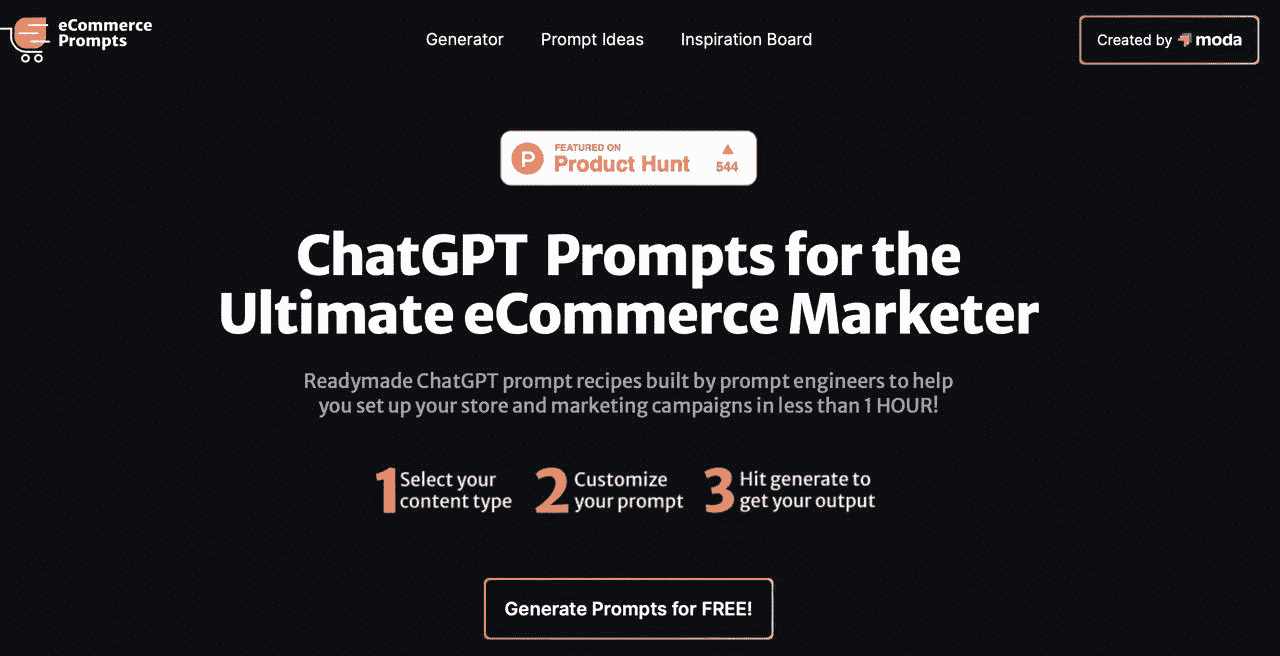 eCommerce
Prompts
Generator
Prompt Ideas
Inspiration Board
Created by moda
P
FEATURED ON
Product Hunt
544
ChatGPT Prompts for the
Ultimate eCommerce Marketer
Readymade ChatGPT prompt recipes built by prompt engineers to help
you set up your store and marketing campaigns in less than 1 HOUR!
1 Select your
content type
2 Customize
your prompt
3 Hit generate to
get your output
Generate Prompts for FREE!